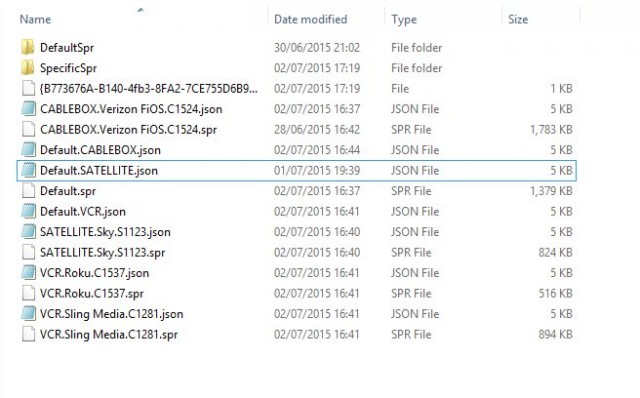 Name Date modified Type Size
DefaultSpr 30/06/2015 21:02 File folder
SpecificSpr 02/07/2015 17:19 File folder
{B773676A-B140-4fb3-8FA2-7CE755D6B9... 02/07/2015 17:19 File 1 KB
CABLEBOX.Verizon FiOS.C1524.json 02/07/2015 16:37 JSON File 5 KB
CABLEBOX.Verizon FiOS.C1524.spr 28/06/2015 16:42 SPR File 1,783 KB
Default.CABLEBOX.json 02/07/2015 16:44 JSON File 5 KB
Default.SATELLITE.json 01/07/2015 19:39 JSON File 5 KB
Default.spr 02/07/2015 16:37 SPR File 1,379 KB
Default.VCR.json 02/07/2015 16:41 JSON File 5 KB
SATELLITE.Sky.S1123.json 02/07/2015 16:40 JSON File 5 KB
SATELLITE.Sky.S1123.spr 02/07/2015 16:40 SPR File 824 KB
VCR.Roku.C1537.json 02/07/2015 16:41 JSON File 5 KB
VCR.Roku.C1537.spr 02/07/2015 16:41 SPR File 516 KB
VCR.Sling Media.C1281.json 02/07/2015 16:41 JSON File 5 KB
VCR.Sling Media.C1281.spr 02/07/2015 16:41 SPR File 894 KB